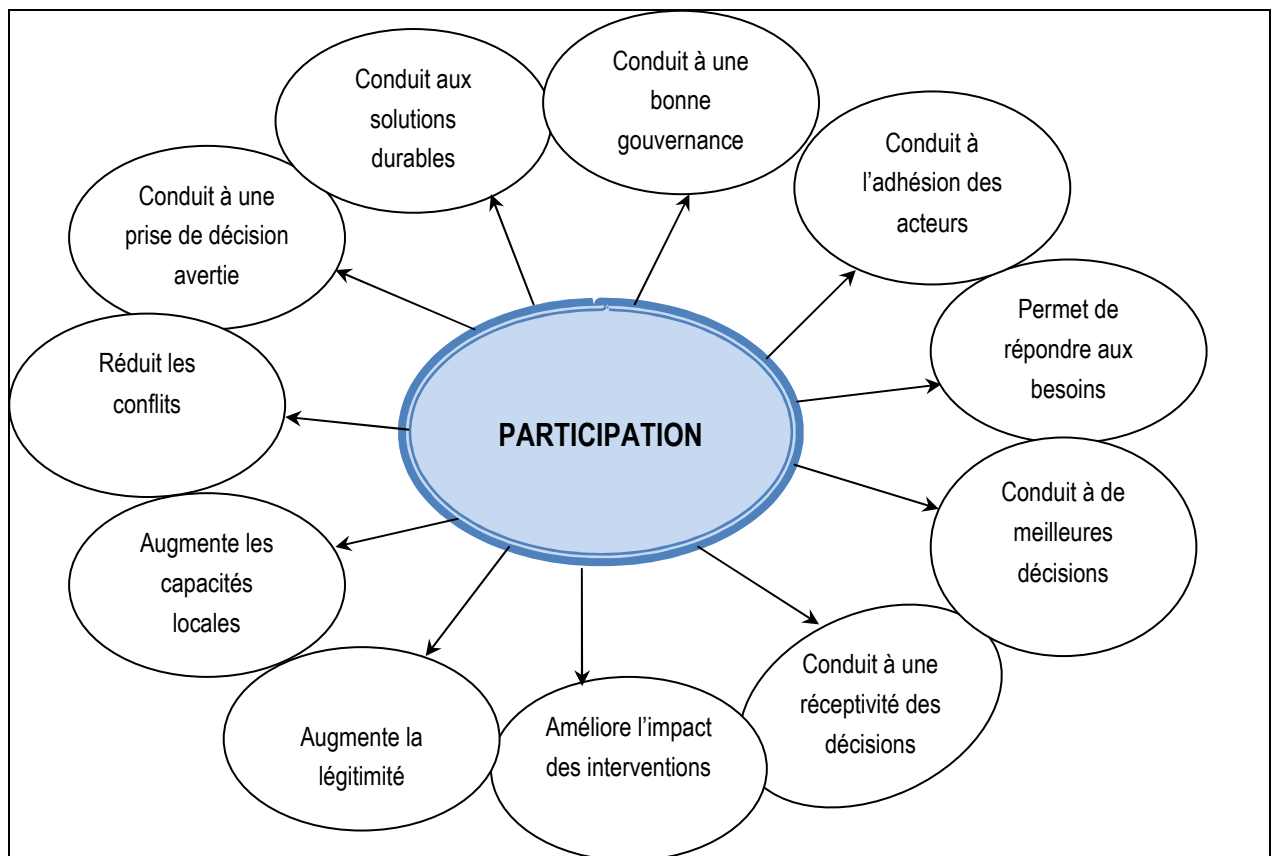 Conduit à une
bonne
gouvernance
Conduit aux
solutions
durables
Conduit à
l’adhésion des
acteurs
Conduit à une
prise de décision
avertie
Permet de
répondre aux
besoins
Réduit les
conflits
PARTICIPATION
Conduit à de
meilleures
décisions
Augmente les
capacités
locales
Conduit à une
réceptivité des
décisions
Améliore l’impact
des interventions
Augmente la
légitimité